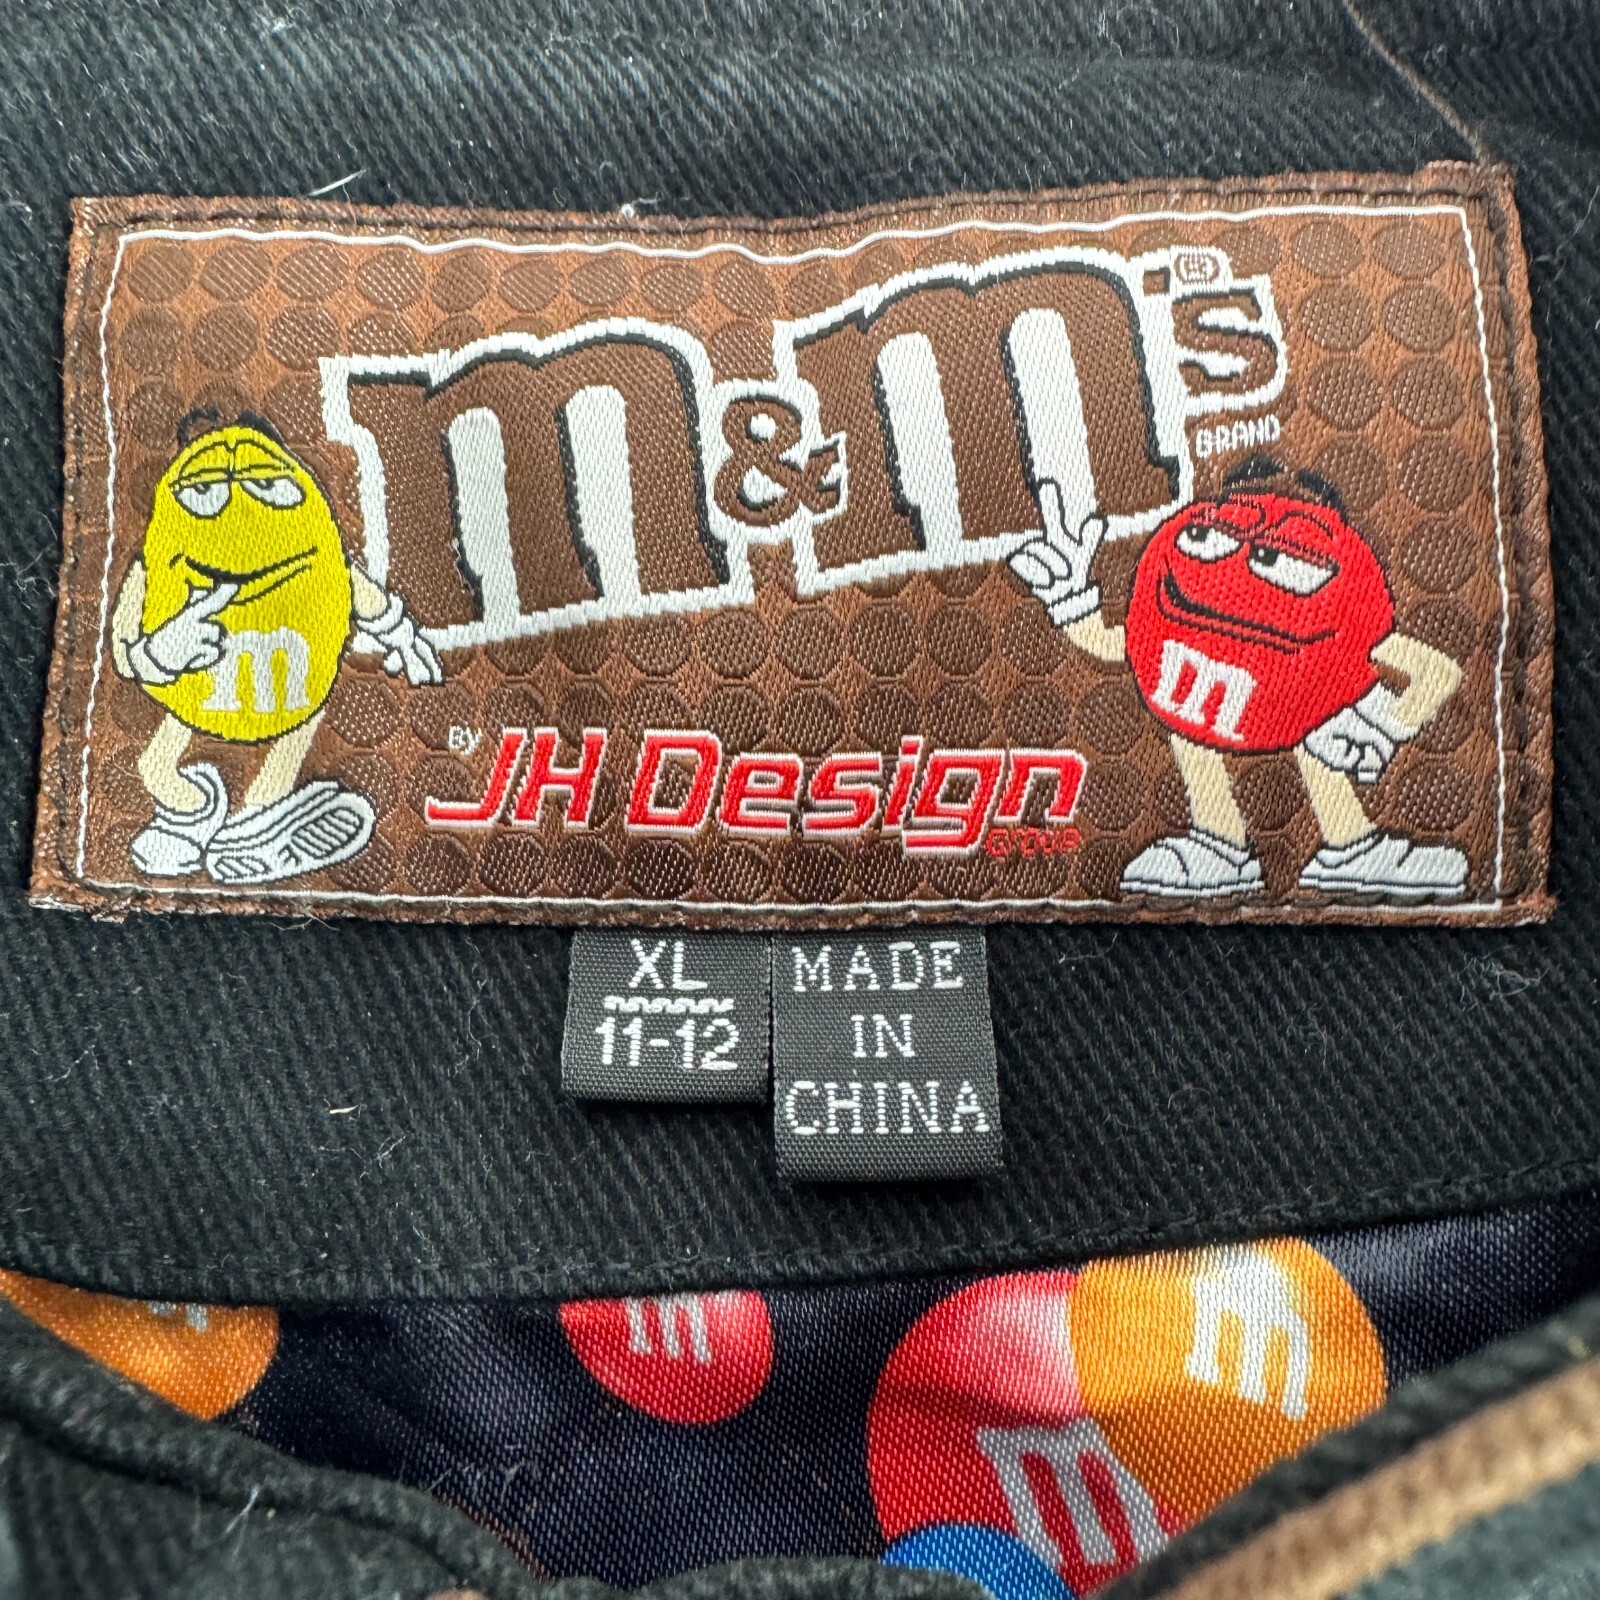 m&m's®
BRAND
m
m
BY JH Design
GROUP
XL
11-12
MADE
IN
CHINA
m
m
m
m